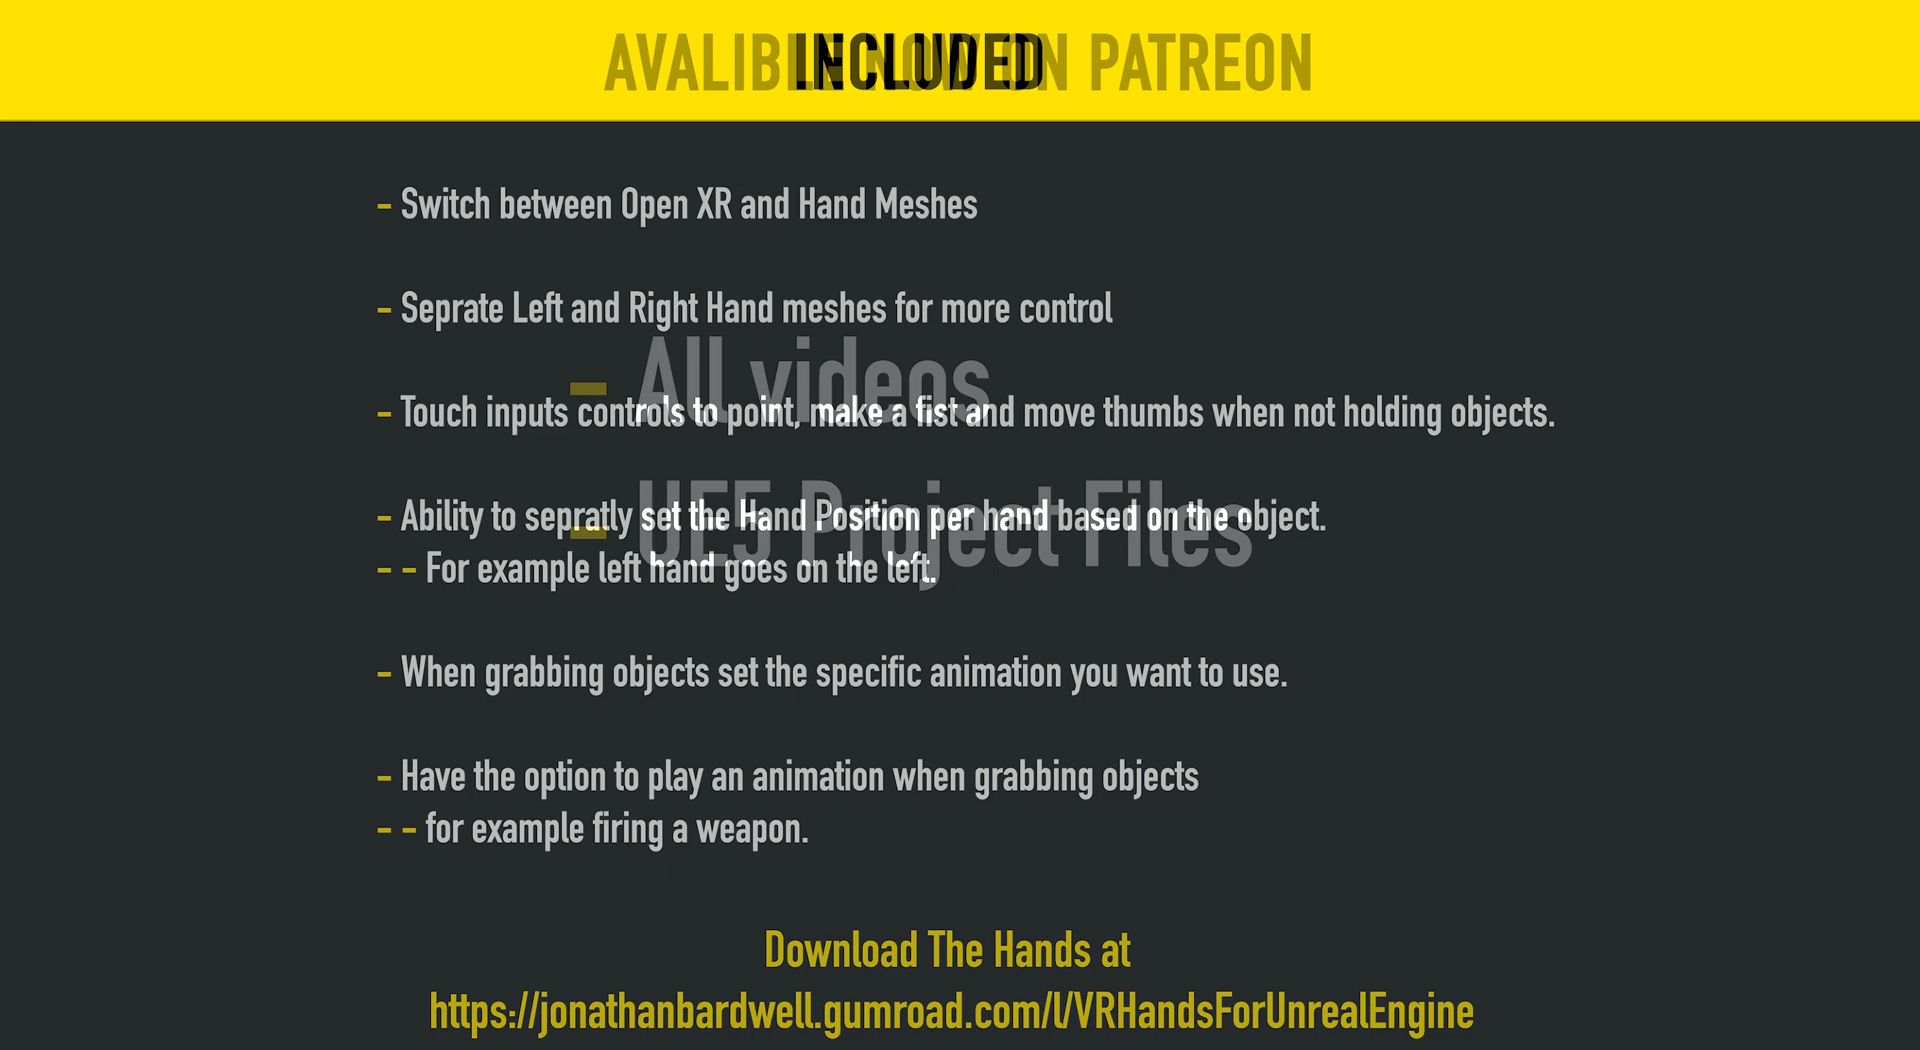 AVALIBLE NOW ON PATREON
INCLUDED
- Switch between Open XR and Hand Meshes
- Seprate Left and Right Hand meshes for more control
- All videos
- Touch inputs controls to point, make a fist and move thumbs when not holding objects.
- Ability to sepratly set the Hand Position per hand based on the object.
- UE5 Project Files
- - For example left hand goes on the left.
- When grabbing objects set the specific animation you want to use.
- Have the option to play an animation when grabbing objects
- - for example firing a weapon.
Download The Hands at
https://jonathanbardwell.gumroad.com/l/VRHandsForUnrealEngine